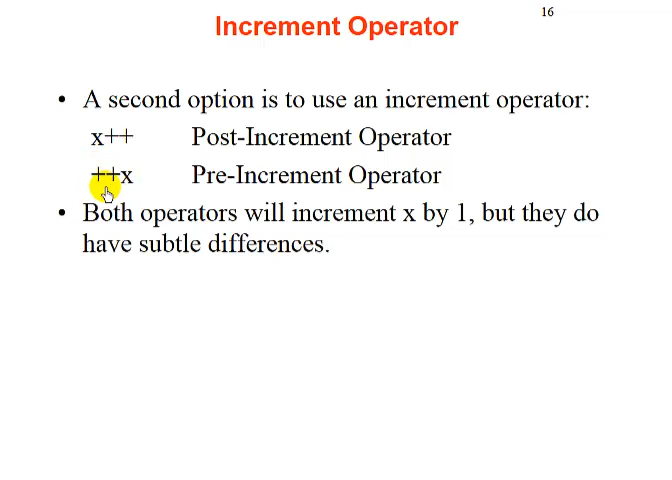 16
Increment Operator
• A second option is to use an increment operator:
x++ Post-Increment Operator
++x Pre-Increment Operator
• Both operators will increment x by 1, but they do
have subtle differences.